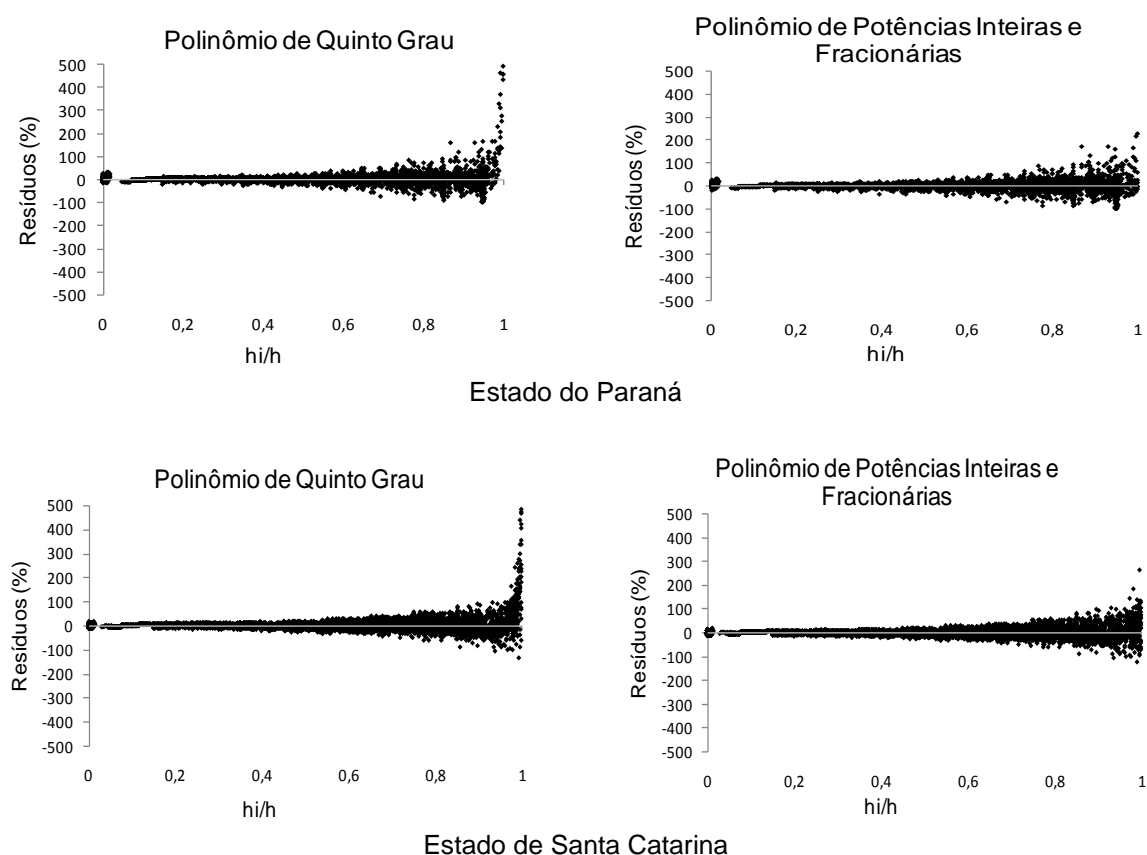 Polinômio de Quinto Grau
Resíduos (%)
500
400
300
200
100
0
-100
-200
-300
-400
-500
0 0,2 0,4 0,6 0,8 1
hi/h
Polinômio de Potências Inteiras e
Fracionárias
Resíduos (%)
500
400
300
200
100
0
-100
-200
-300
-400
-500
0 0,2 0,4 0,6 0,8 1
hi/h
Estado do Paraná
Polinômio de Quinto Grau
Resíduos (%)
500
400
300
200
100
0
-100
-200
-300
-400
-500
0 0,2 0,4 0,6 0,8 1
hi/h
Polinômio de Potências Inteiras e
Fracionárias
Resíduos (%)
500
400
300
200
100
0
-100
-200
-300
-400
-500
0 0,2 0,4 0,6 0,8 1
hi/h
Estado de Santa Catarina